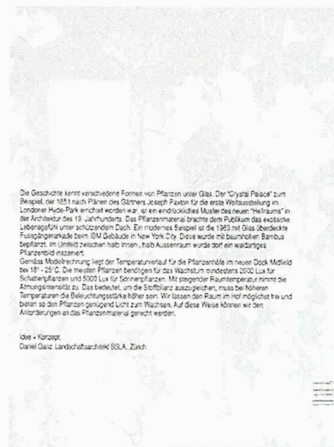 Die Geschichte kennt verschiedene Formen von Pflanzen unter Glas. Der "Crystal Palace" zum
Beispiel, der 1851 nach Plänen des Gärtners Joseph Paxton für die erste Weltausstellung im
Londoner Hyde-Park errichtet worden war, ist ein eindrückliches Muster des neuen "Hellraums" in
der Architektur des 19. Jahrhunderts. Das Pflanzenmaterial brachte dem Publikum das exotische
Lebensgefühl unter schützendem Dach. Ein modernes Beispiel ist die 1983 mit Glas überdeckte
Fussgängerarkade beim IBM Gebäude in New York City. Diese wurde mit baumhohen Bambus
bepflanzt. Im Umfeld zwischen halb Innen-, halb Aussenraum wurde dort ein waldartiges
Pflanzenbild inszeniert.
Gemäss Modellrechnung liegt der Temperaturverlauf für die Pflanzenhöfe im neuen Dock Midfield
bei 18° - 25°C. Die meisten Pflanzen benötigen für das Wachstum mindestens 2000 Lux für
Schattenpflanzen und 5000 Lux für Sonnenpflanzen. Mit steigender Raumtemperatur nimmt die
Atmungsintensität zu. Das bedeutet, um die Stoffbilanz auszugleichen, muss bei höheren
Temperaturen die Beleuchtungsstärke höher sein. Wir lassen den Raum im Hof möglichst frei und
bieten so den Pflanzen genügend Licht zum Wachsen. Auf diese Weise können wir den
Anforderungen an das Pflanzenmaterial gerecht werden.
Idee + Konzept:
Daniel Ganz Landschaftsarchitekt BSLA, Zürich